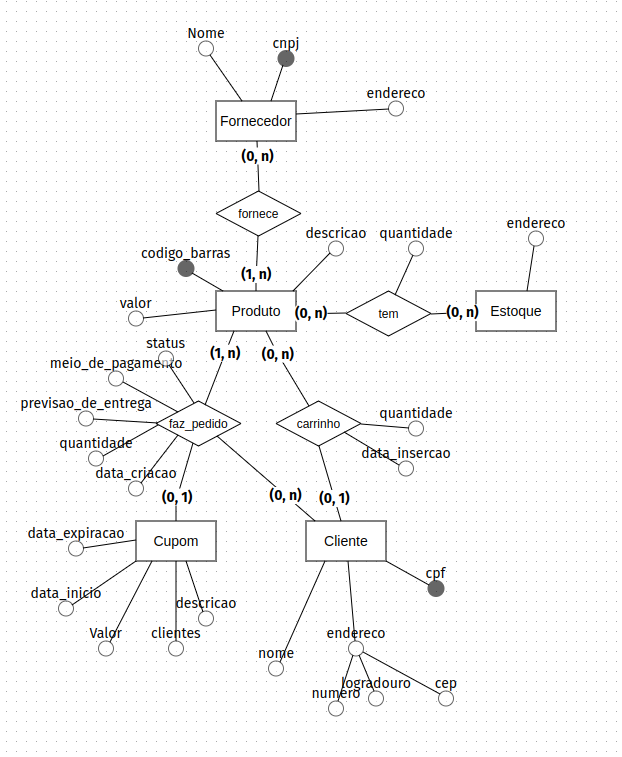 Nome
cnpj
endereco
Fornecedor
(0, n)
fornece
(1, n)
descricao
quantidade
endereco
codigo_barras
valor
Produto
(0, n)
tem
(0, n)
Estoque
status
(1, n)
(0, n)
meio_de_pagamento
previsao_de_entrega
quantidade
data_criacao
faz_pedido
carrinho
quantidade
data_insercao
(0, 1)
(0, n)
(0, 1)
data_expiracao
Cupom
Cliente
data_inicio
descricao
Valor
clientes
cpf
nome
endereco
numero
logradouro
cep